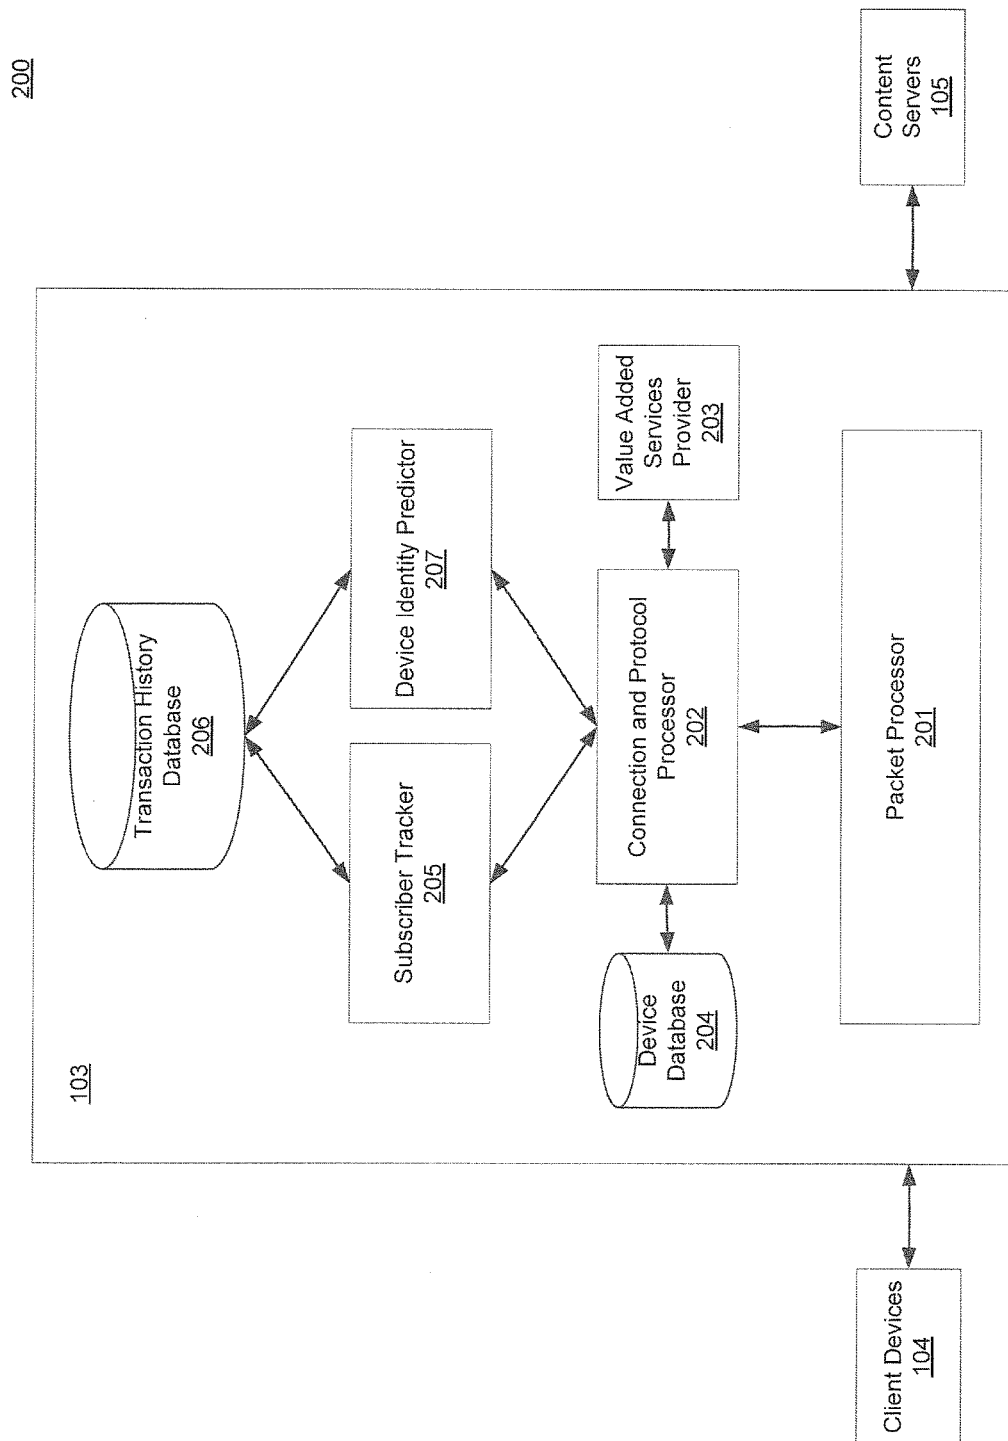 200
103
Transaction History
Database
206
Subscriber Tracker
205
Device Identity Predictor
207
Device
Database
204
Connection and Protocol
Processor
202
Value Added
Services
Provider
203
Packet Processor
201
Client Devices
104
Content
Servers
105